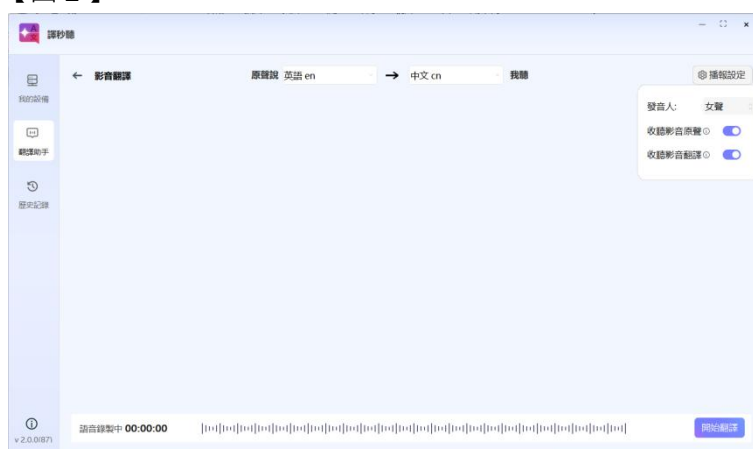 譯秒聽
我的設備
翻譯助手
歷史記錄
v 2.0.0(87)
← 影音翻譯
原聲說 英語 en → 中文 cn 我聽
播報設定
發音人: 女聲
收聽影音原聲
收聽影音翻譯
語音錄製中 00:00:00
開始翻譯